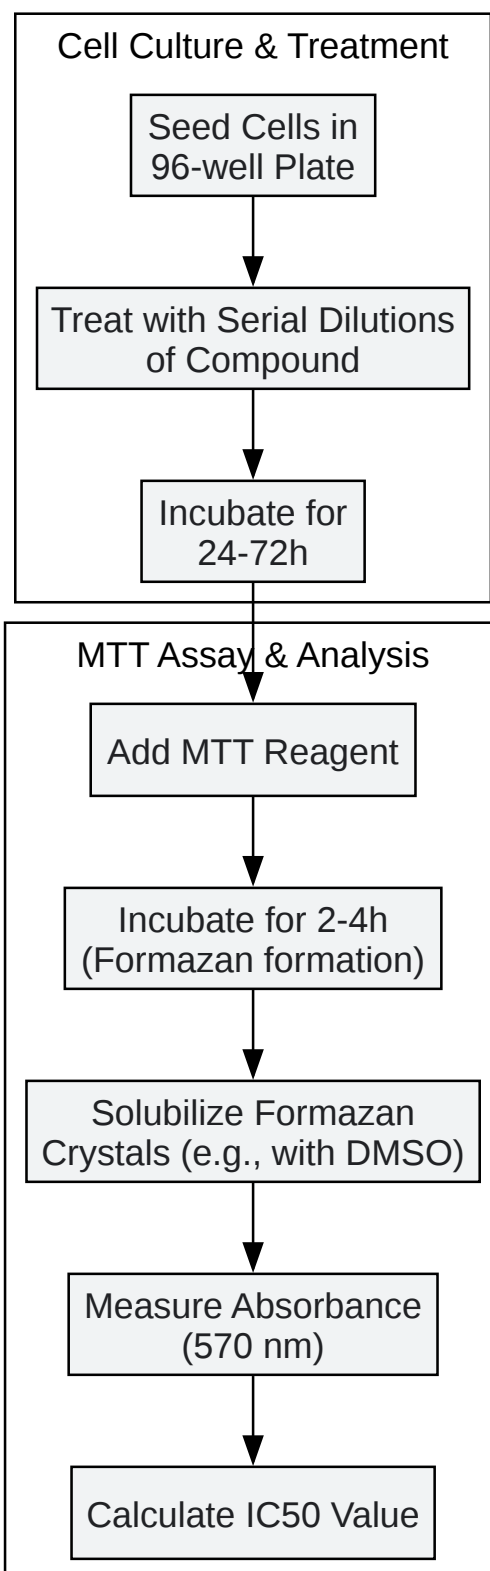 Cell Culture & Treatment
Seed Cells in
96-well Plate
Treat with Serial Dilutions
of Compound
Incubate for
24-72h
MTT Assay & Analysis
Add MTT Reagent
Incubate for 2-4h
(Formazan formation)
Solubilize Formazan
Crystals (e.g., with DMSO)
Measure Absorbance
(570 nm)
Calculate IC50 Value